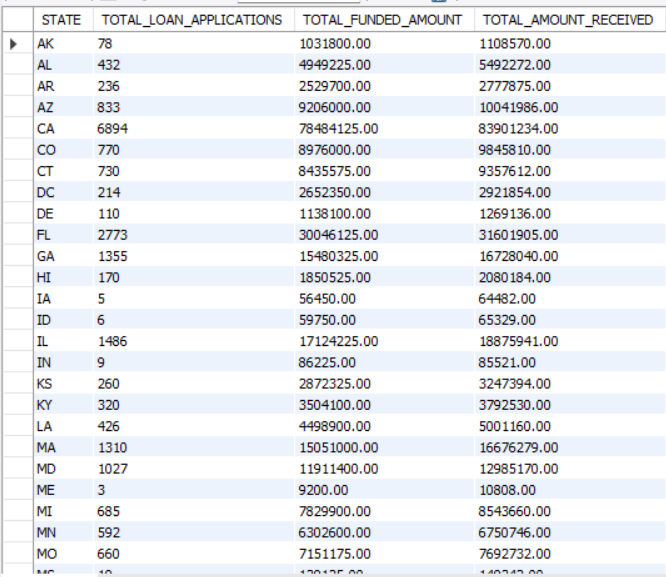 STATE TOTAL_LOAN_APPLICATIONS TOTAL_FUNDED_AMOUNT TOTAL_AMOUNT_RECEIVED
AK 78 1031800.00 1108570.00
AL 432 4949225.00 5492272.00
AR 236 2529700.00 2777875.00
AZ 833 9206000.00 10041986.00
CA 6894 78484125.00 83901234.00
CO 770 8976000.00 9845810.00
CT 730 8435575.00 9357612.00
DC 214 2652350.00 2921854.00
DE 110 1138100.00 1269136.00
FL 2773 30046125.00 31601905.00
GA 1355 15480325.00 16728040.00
HI 170 1850525.00 2080184.00
IA 5 56450.00 64482.00
ID 6 59750.00 65329.00
IL 1486 17124225.00 18875941.00
IN 9 86225.00 85521.00
KS 260 2872325.00 3247394.00
KY 320 3504100.00 3792530.00
LA 426 4498900.00 5001160.00
MA 1310 15051000.00 16676279.00
MD 1027 11911400.00 12985170.00
ME 3 9200.00 10808.00
MI 685 7829900.00 8543660.00
MN 592 6302600.00 6750746.00
MO 660 7151175.00 7692732.00